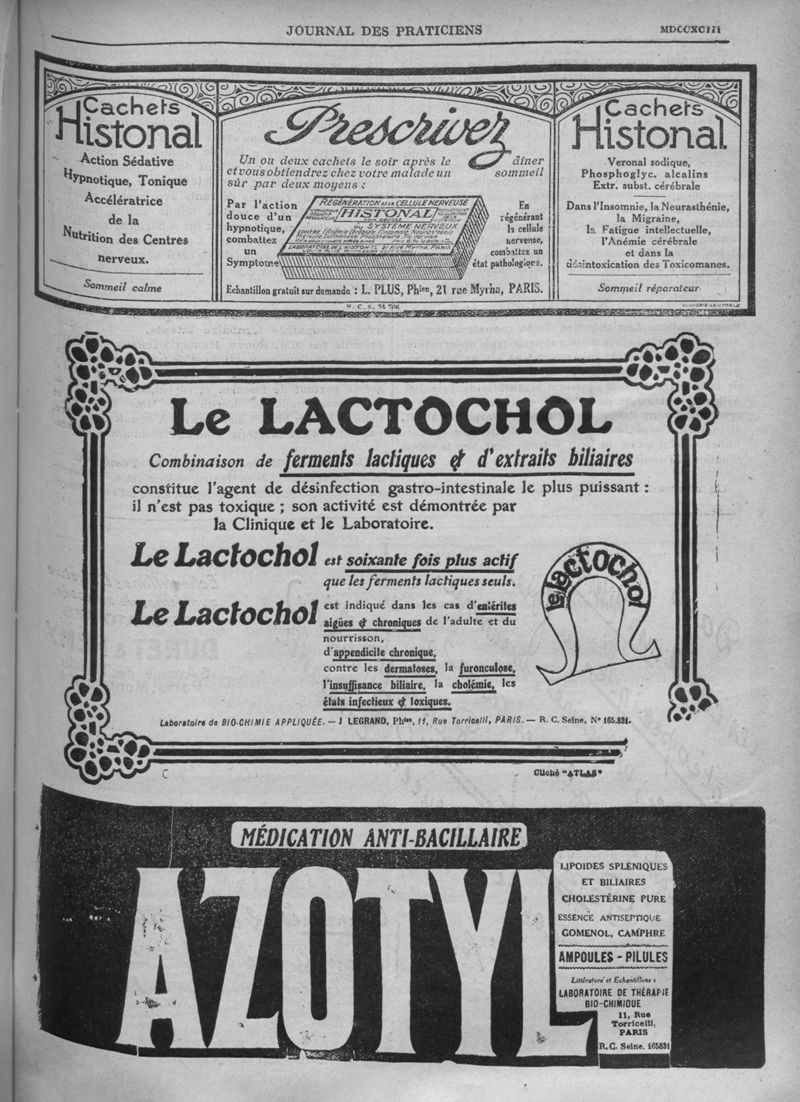 JOURNAL DES PRATICIENS
MDCCXCIII
Cachets
Histonal
Action Sédative
Hypnotique, Tonique
Accélératrice
de la
Nutrition des Centres
nerveux.
Sommeil calme
Prescrivez
Un ou deux cachets le soir après le dîner
et vous obtiendrez chez votre malade un sommeil
sûr par deux moyens :
Par l'action
douce d'un
hypnotique,
combattez
un
Symptome
RÉGÉNÉRATION DE LA CELLULE NERVEUSE
HISTONAL
DU SYSTÈME NERVEUX
En
régénérant
la cellule
nerveuse,
combattez un
état pathologique.
Echantillon gratuit sur demande : L. PLUS, Phien, 21 rue Myrha, PARIS.
Cachets
Histonal
Veronal sodique,
Phosphoglyc. alcalins
Extr. subst. cérébrale
Dans l'Insomnie, la Neurasthénie,
la Migraine,
la Fatigue intellectuelle,
l'Anémie cérébrale
et dans la
désintoxication des Toxicomanes.
Sommeil réparateur
Le LACTOCHOL
Combinaison de ferments lactiques & d'extraits biliaires
constitue l'agent de désinfection gastro-intestinale le plus puissant :
il n'est pas toxique ; son activité est démontrée par
la Clinique et le Laboratoire.
Le Lactochol est soixante fois plus actif
que les ferments lactiques seuls.
Le Lactochol est indiqué dans les cas d'entérites
aigües & chroniques de l'adulte et du
nourrisson,
d'appendicite chronique,
contre les dermatoses, la furonculose,
l'insuffisance biliaire, la cholémie, les
états infectieux & toxiques.
Le lactochol
Laboratoire de BIO-CHIMIE APPLIQUÉE. — J LEGRAND, Phien, 11, Rue Torricelli, PARIS. — R. C. Seine, N° 165.831.
Cliché "ATLAS"
MÉDICATION ANTI-BACILLAIRE
AZOTYL
LIPOIDES SPLÉNIQUES
ET BILIAIRES
CHOLESTÉRINE PURE
ESSENCE ANTISEPTIQUE
GOMENOL, CAMPHRE
AMPOULES - PILULES
Littérature et Echantillons :
LABORATOIRE DE THÉRAPIE
BIO-CHIMIQUE
11, Rue
Torricelli,
PARIS
R.C. Seine. 165831